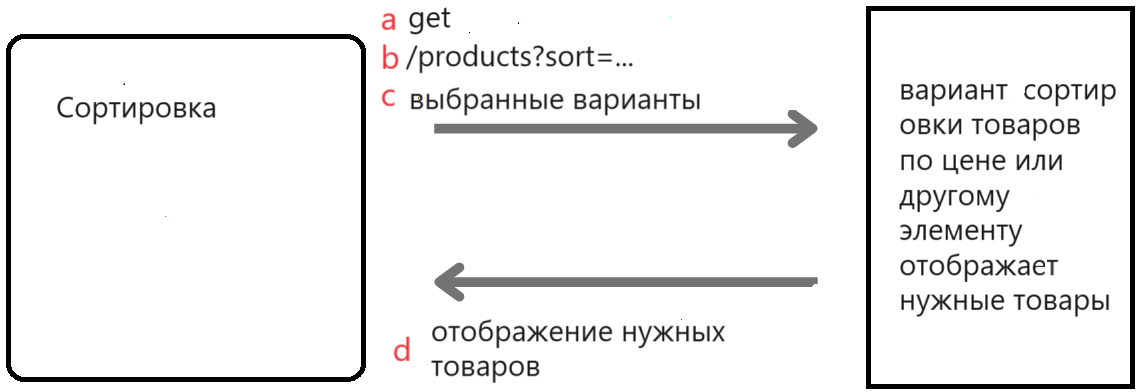 Сортировка
a get
b /products?sort=...
c выбранные варианты
d отображение нужных
товаров
вариант сортир
овки товаров
по цене или
другому
элементу
отображает
нужные товары